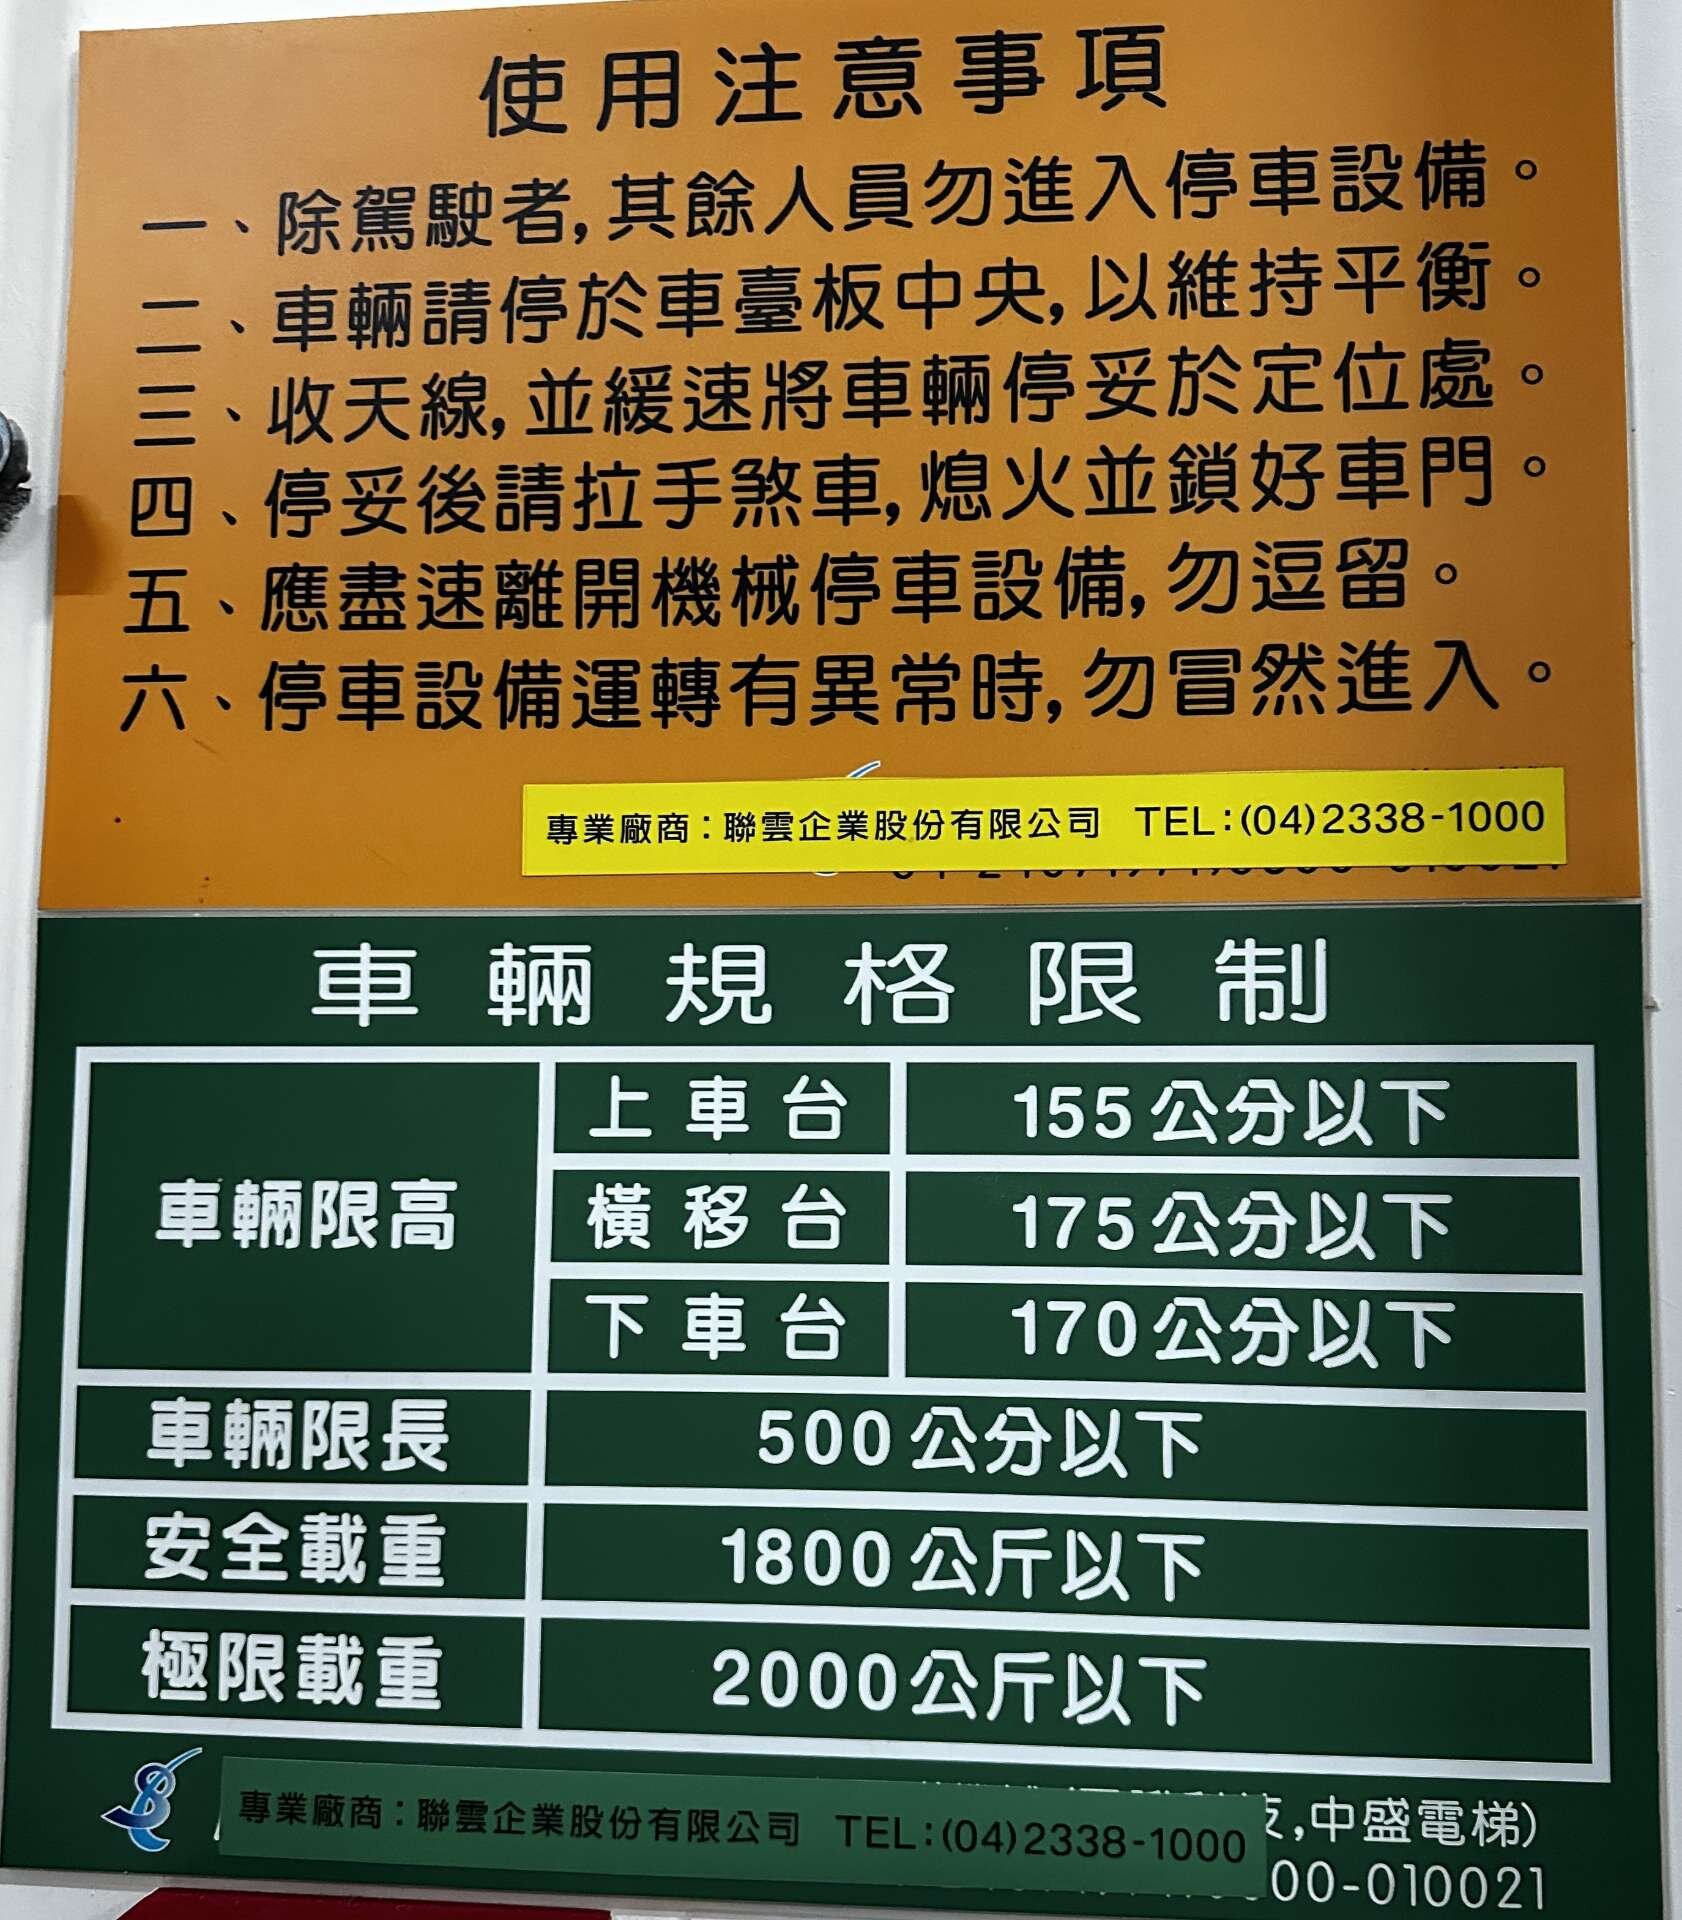 使用注意事項
一、除駕駛者,其餘人員勿進入停車設備。
二、車輛請停於車臺板中央,以維持平衡。
三、收天線,並緩速將車輛停妥於定位處。
四、停妥後請拉手煞車,熄火並鎖好車門。
五、應盡速離開機械停車設備,勿逗留。
六、停車設備運轉有異常時,勿冒然進入。
專業廠商：聯雲企業股份有限公司 TEL：(04)2338-1000
車輛規格限制
車輛限高
上車台 155公分以下
橫移台 175公分以下
下車台 170公分以下
車輛限長 500公分以下
安全載重 1800公斤以下
極限載重 2000公斤以下
專業廠商：聯雲企業股份有限公司 TEL：(04)2338-1000
,中盛電梯)
00-010021